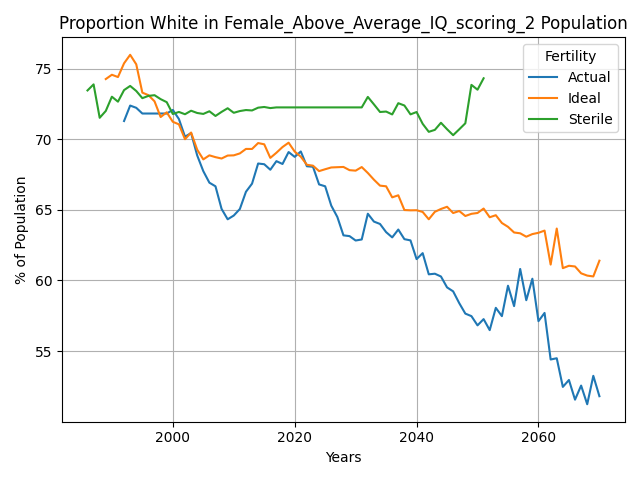 Proportion White in Female_Above_Average_IQ_scoring_2 Population
Fertility
Actual
Ideal
Sterile
% of Population
75
70
65
60
55
2000
2020
2040
2060
Years